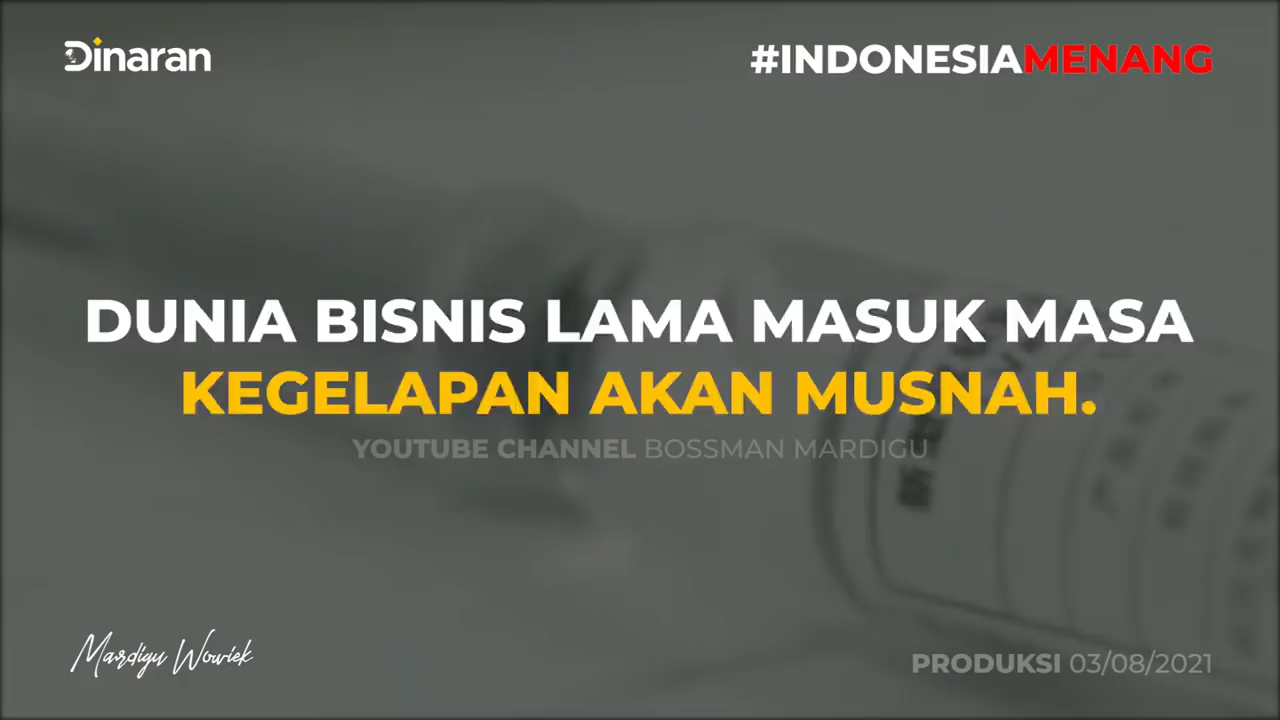 Dinaran
#INDONESIAMENANG
DUNIA BISNIS LAMA MASUK MASA
KEGELAPAN AKAN MUSNAH.
YOUTUBE CHANNEL BOSSMAN MARDIGU
Mardigu Wowiek
PRODUKSI 03/08/2021